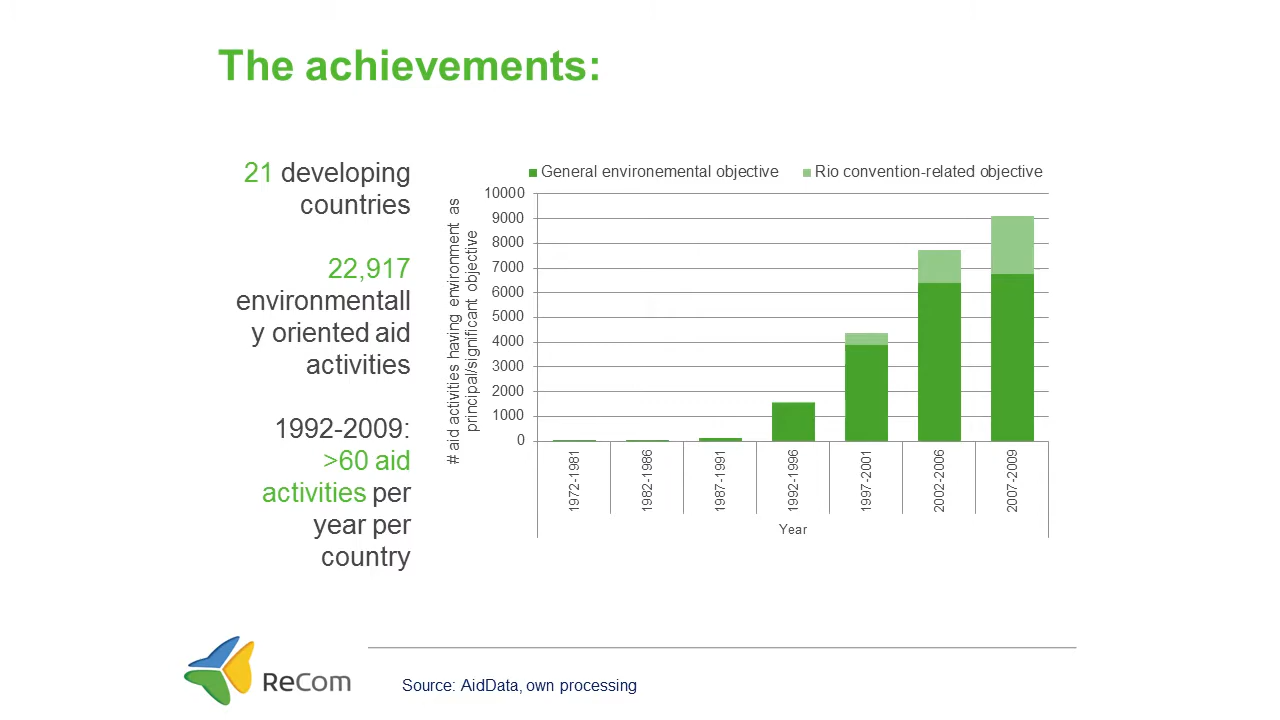 The achievements:
21 developing
countries
22,917
environmentall
y oriented aid
activities
1992-2009:
>60 aid
activities per
year per
country
General environemental objective
Rio convention-related objective
# aid activities having environment as
principal/significant objective
10000
9000
8000
7000
6000
5000
4000
3000
2000
1000
0
1972-1981
1982-1986
1987-1991
1992-1996
1997-2001
2002-2006
2007-2009
Year
ReCom
Source: AidData, own processing